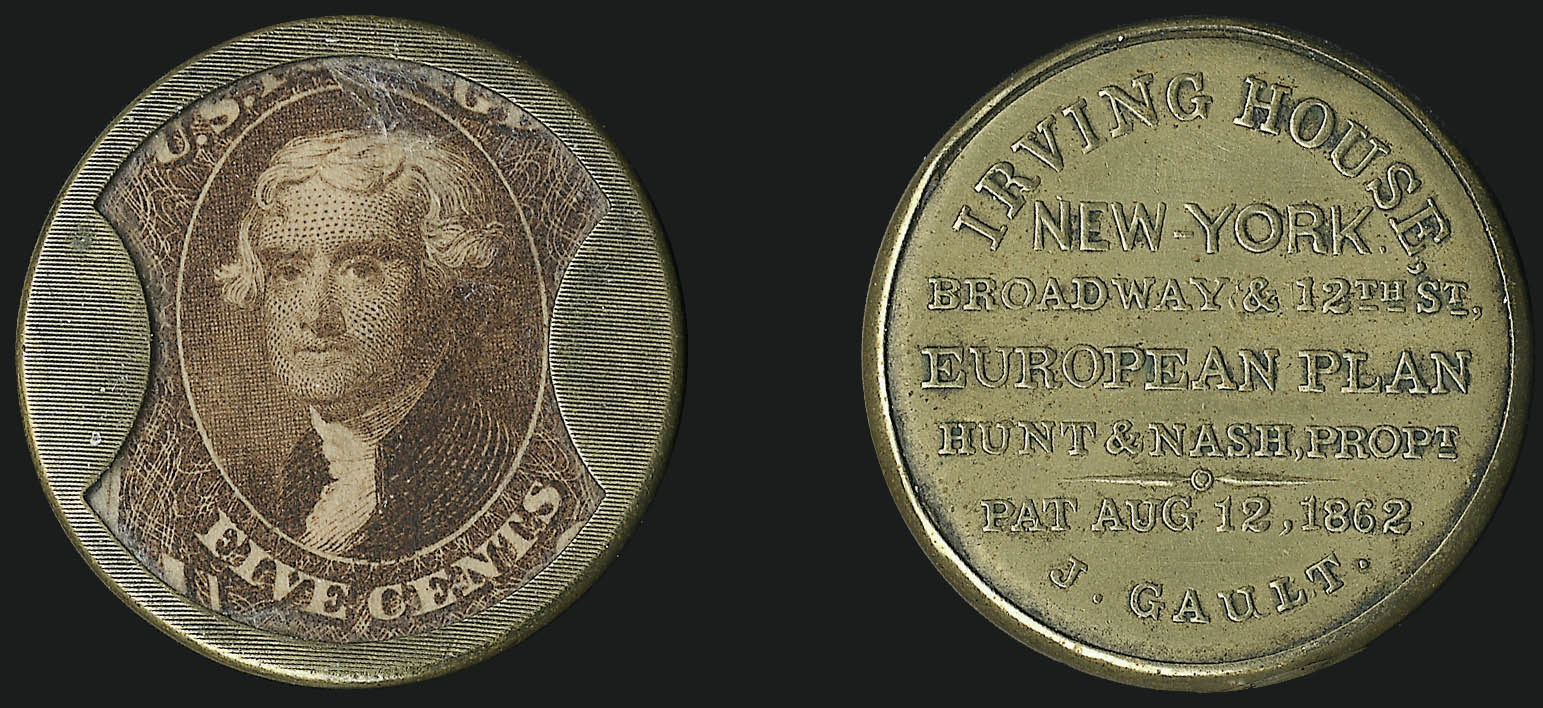 U.S.
FIVE CENTS
IRVING HOUSE,
NEW-YORK.
BROADWAY & 12TH ST,
EUROPEAN PLAN
HUNT & NASH, PROPT
PAT AUG 12, 1862
J. GAULT.